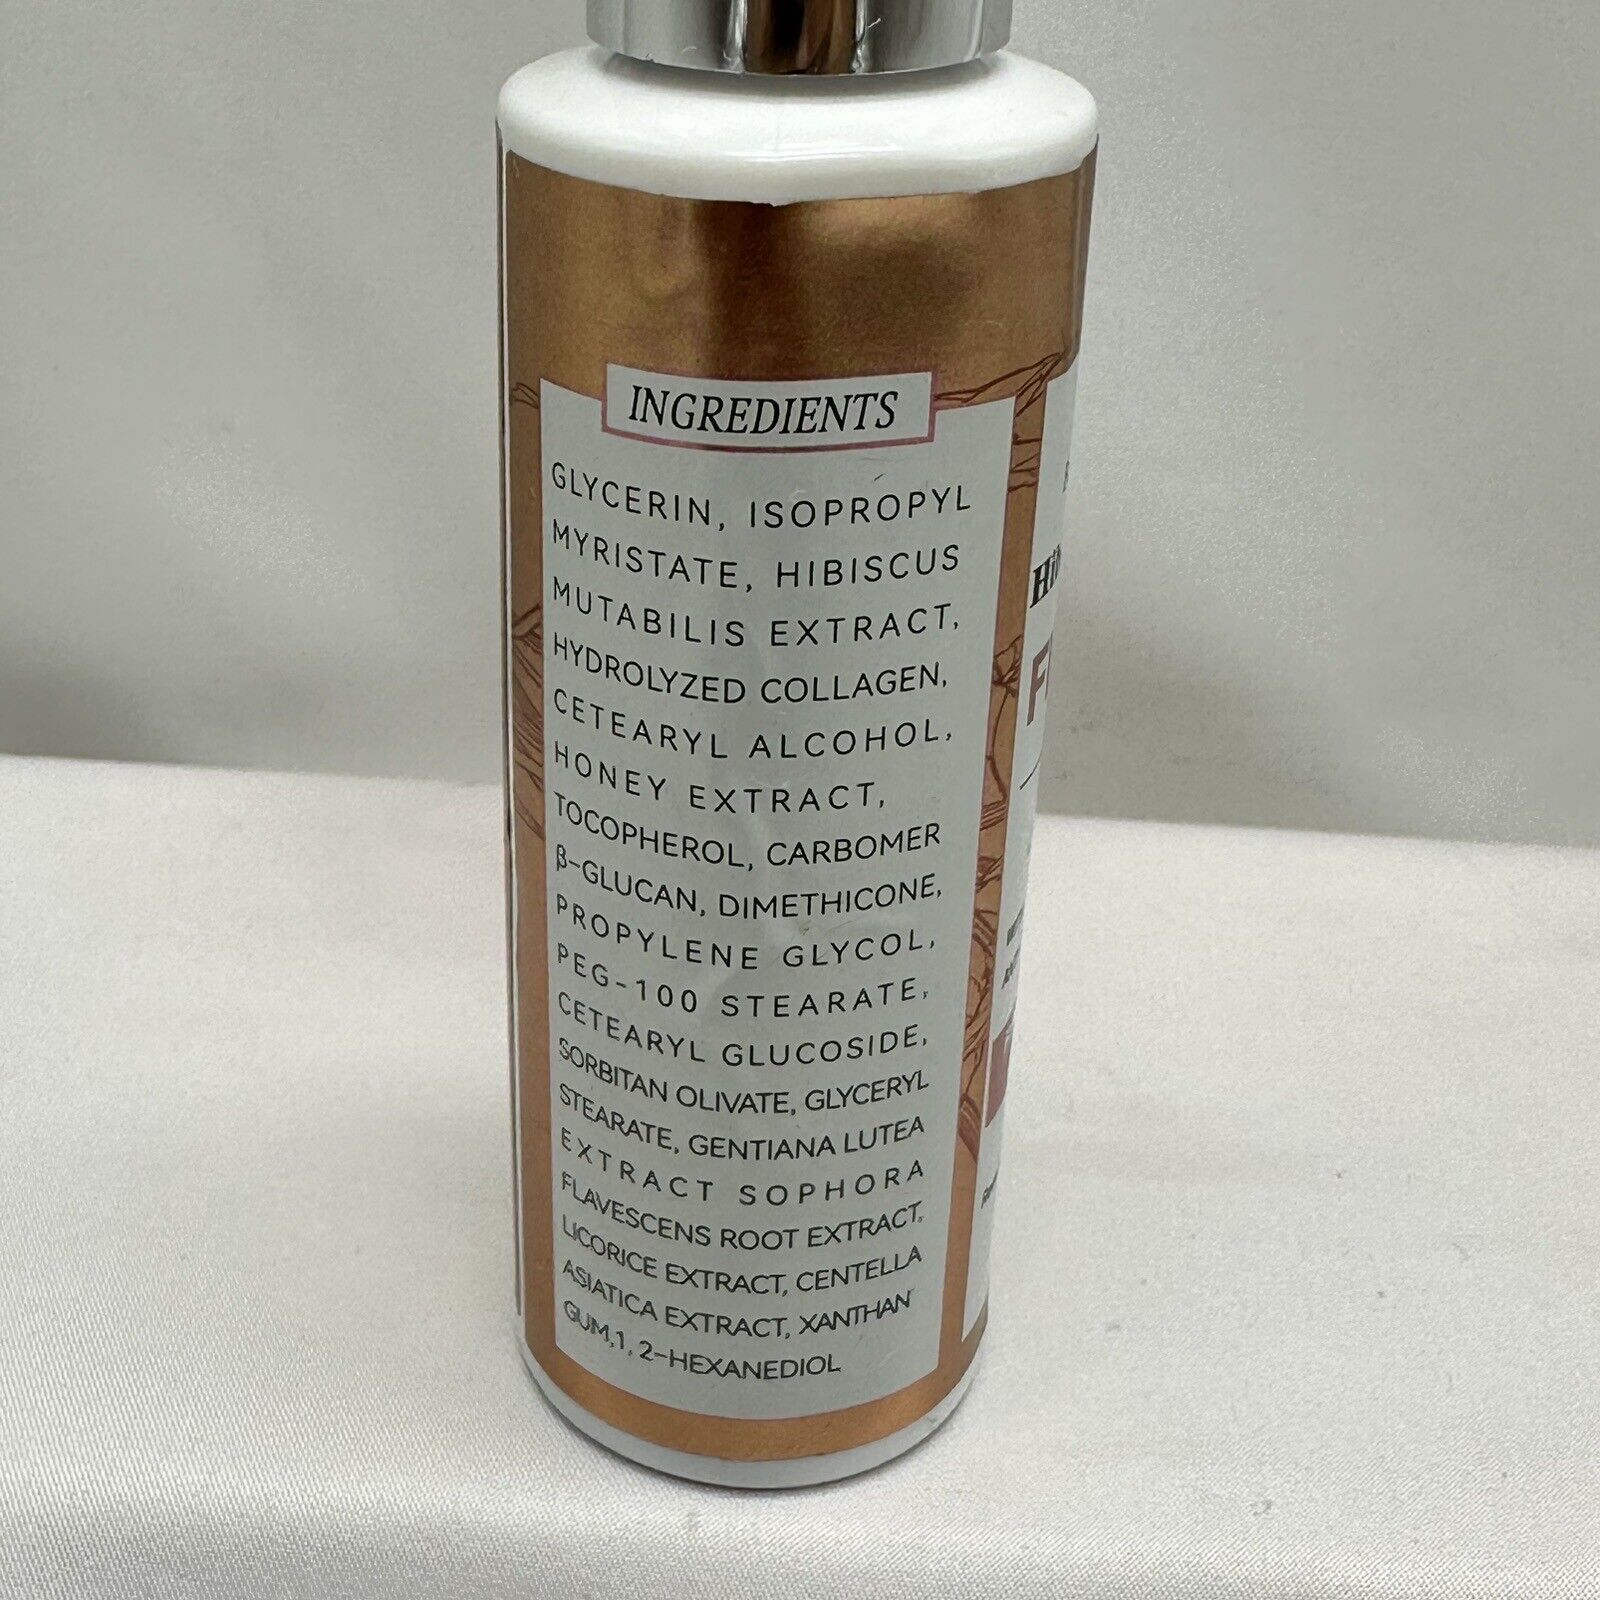 INGREDIENTS
GLYCERIN, ISOPROPYL
MYRISTATE, HIBISCUS
MUTABILIS EXTRACT,
HYDROLYZED COLLAGEN,
CETEARYL ALCOHOL,
HONEY EXTRACT,
TOCOPHEROL, CARBOMER
β-GLUCAN, DIMETHICONE,
PROPYLENE GLYCOL,
PEG-100 STEARATE,
CETEARYL GLUCOSIDE,
SORBITAN OLIVATE, GLYCERYL
STEARATE, GENTIANA LUTEA
EXTRACT SOPHORA
FLAVESCENS ROOT EXTRACT,
LICORICE EXTRACT, CENTELLA
ASIATICA EXTRACT, XANTHAN
GUM,1, 2-HEXANEDIOL